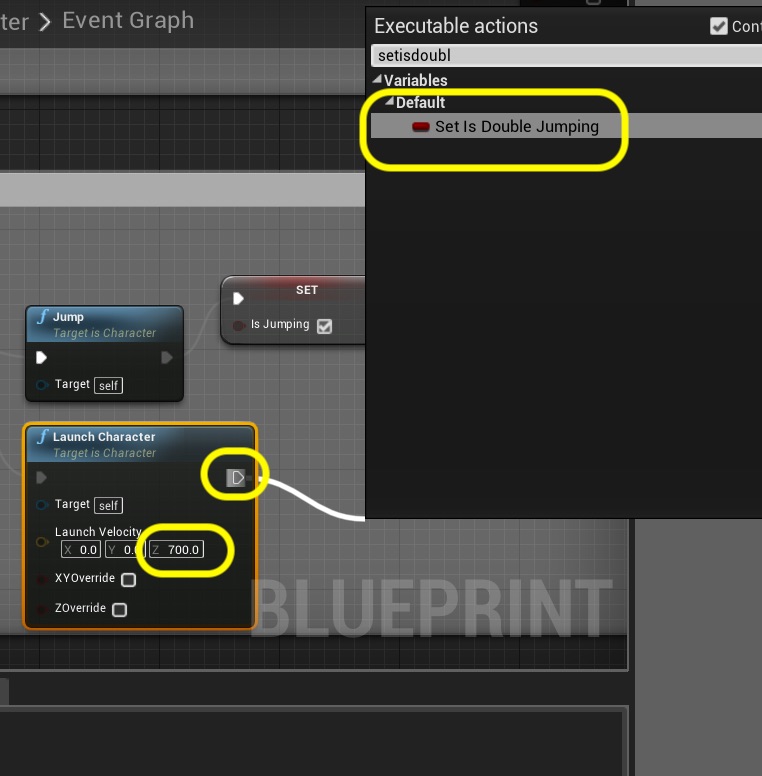 ter > Event Graph
Executable actions
Cont
setisdoubl
Variables
Default
Set Is Double Jumping
SET
Is Jumping
f Jump
Target is Character
Target self
f Launch Character
Target is Character
Target self
Launch Velocity
X 0.0 Y 0.0 Z 700.0
XYOverride
ZOverride
BLUEPRINT